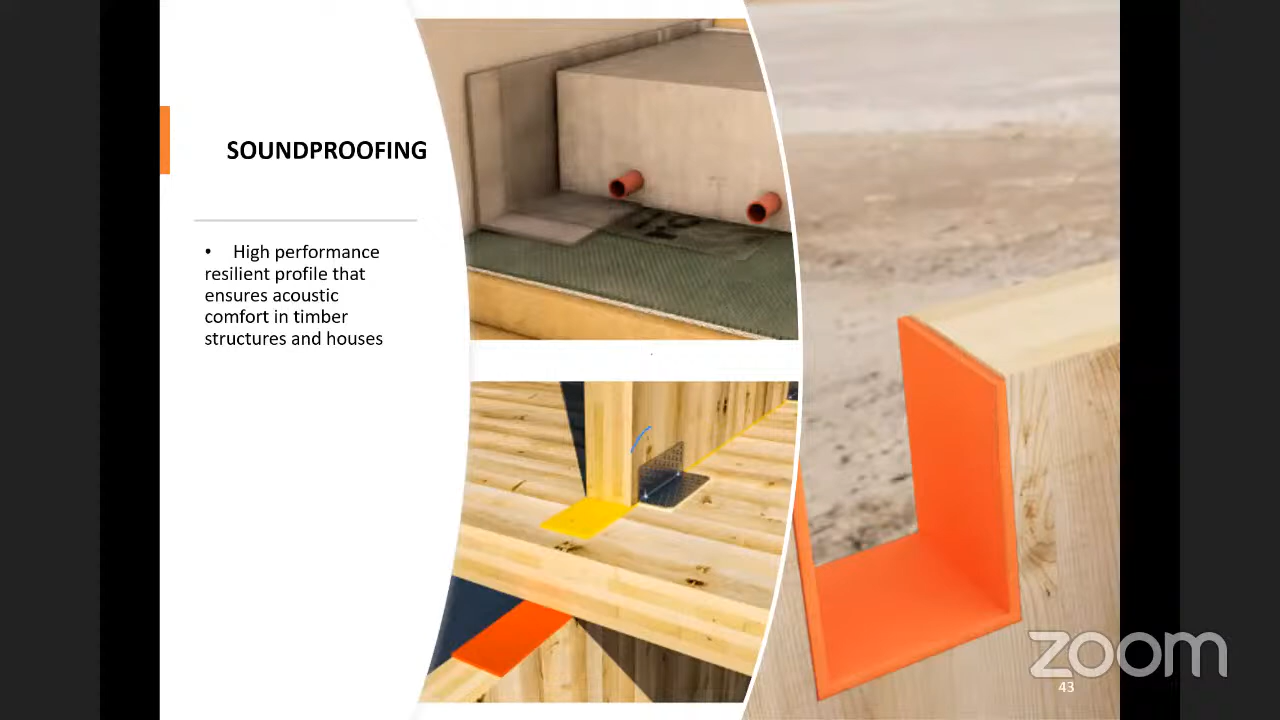 SOUNDPROOFING
• High performance
resilient profile that
ensures acoustic
comfort in timber
structures and houses
zoom
43